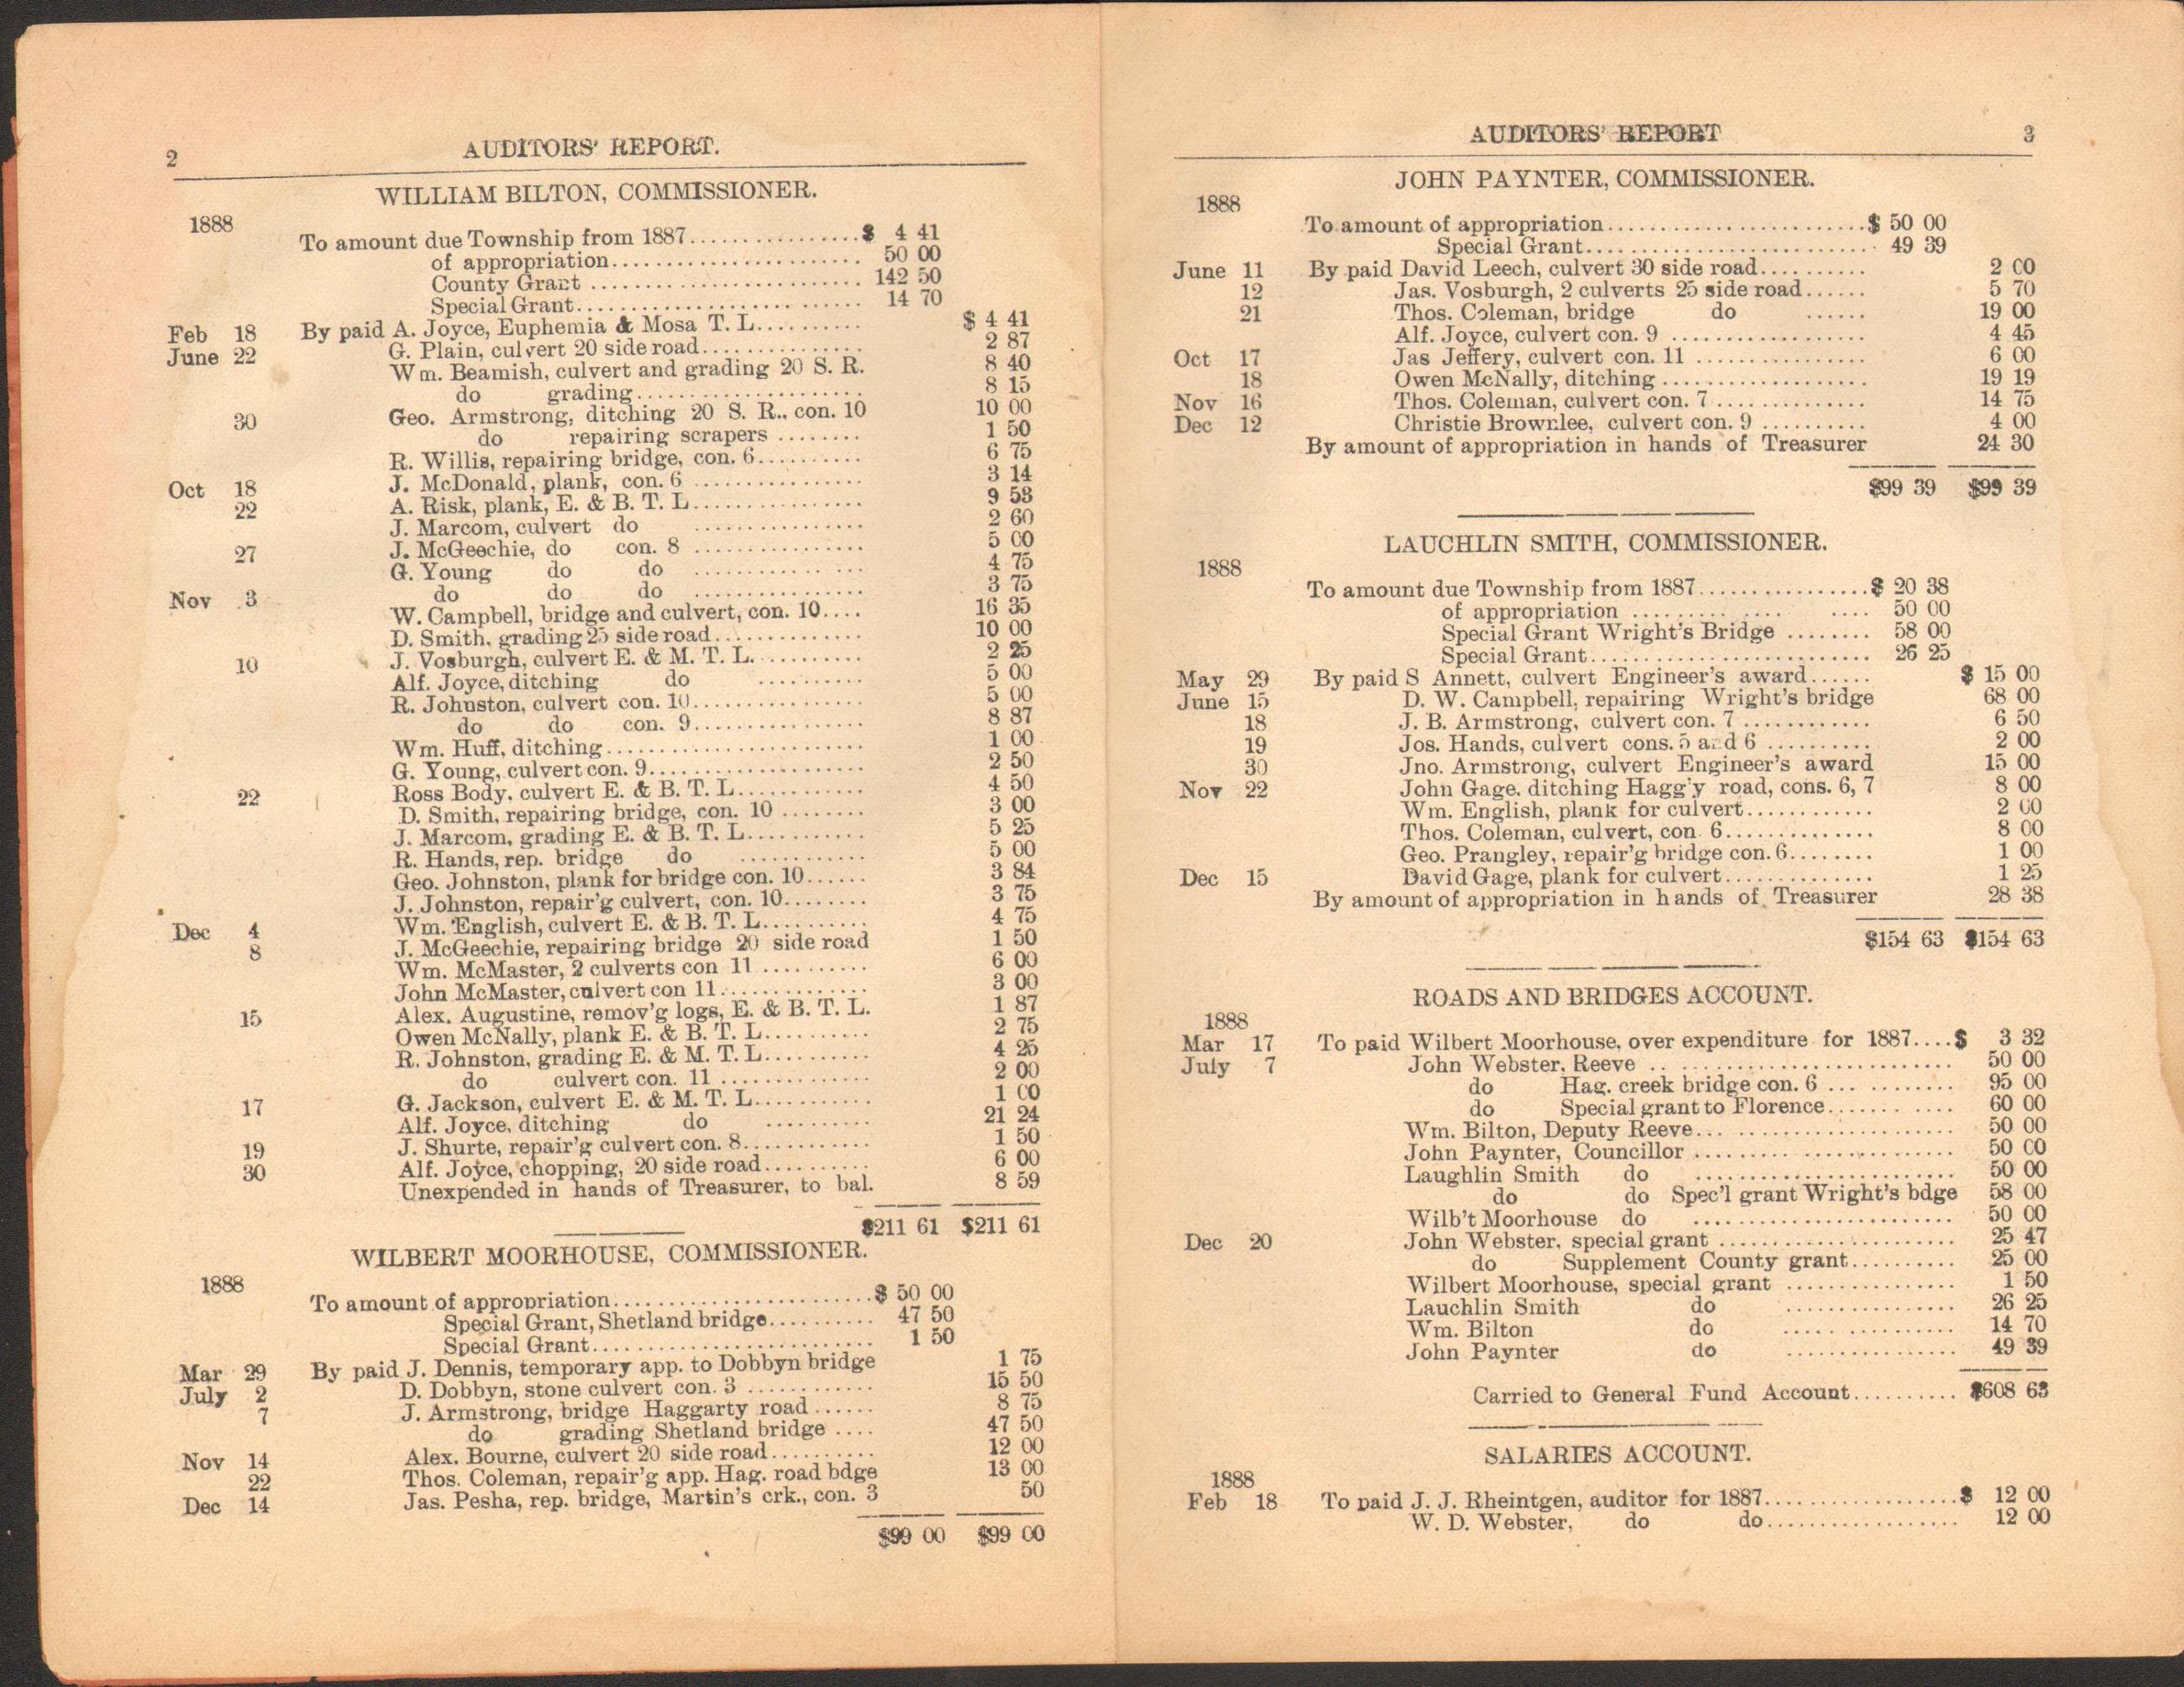 2 AUDITORS' REPORT.
WILLIAM BILTON, COMMISSIONER.
1888
To amount due Township from 1887................$ 4 41
of appropriation....................... 50 00
County Grant ......................... 142 50
Special Grant.......................... 14 70
Feb 18 By paid A. Joyce, Euphemia & Mosa T. L.......... $ 4 41
June 22 G. Plain, culvert 20 side road............... 2 87
Wm. Beamish, culvert and grading 20 S. R. 8 40
do grading..................... 8 15
30 Geo. Armstrong, ditching 20 S. R., con. 10 10 00
do repairing scrapers ........ 1 50
R. Willis, repairing bridge, con. 6.......... 6 75
Oct 18 J. McDonald, plank, con. 6 ................ 3 14
22 A. Risk, plank, E. & B. T. L................ 9 53
J. Marcom, culvert do ................ 2 60
27 J. McGeechie, do con. 8 ................ 5 00
G. Young do do ................ 4 75
Nov 3 do do do ................ 3 75
W. Campbell, bridge and culvert, con. 10.... 16 35
D. Smith, grading 25 side road.............. 10 00
10 J. Vosburgh, culvert E. & M. T. L........... 2 25
Alf. Joyce, ditching do .......... 5 00
R. Johnston, culvert con. 10................ 5 00
do do con. 9................ 8 87
Wm. Huff, ditching........................ 1 00
G. Young, culvert con. 9.................... 2 50
22 Ross Body, culvert E. & B. T. L............ 4 50
D. Smith, repairing bridge, con. 10 ........ 3 00
J. Marcom, grading E. & B. T. L........... 5 25
R. Hands, rep. bridge do ............ 5 00
Geo. Johnston, plank for bridge con. 10...... 3 84
J. Johnston, repair'g culvert, con. 10........ 3 75
Dec 4 Wm. English, culvert E. & B. T. L.......... 4 75
8 J. McGeechie, repairing bridge 20 side road 1 50
Wm. McMaster, 2 culverts con 11 .......... 6 00
John McMaster, culvert con 11.............. 3 00
15 Alex. Augustine, remov'g logs, E. & B. T. L. 1 87
Owen McNally, plank E. & B. T. L.......... 2 75
R. Johnston, grading E. & M. T. L.......... 4 25
do culvert con. 11 .............. 2 00
17 G. Jackson, culvert E. & M. T. L........... 1 00
Alf. Joyce, ditching do .......... 21 24
19 J. Shurte, repair'g culvert con. 8............ 1 50
30 Alf. Joyce, chopping, 20 side road.......... 6 00
Unexpended in hands of Treasurer, to bal. 8 59
$211 61 $211 61
WILBERT MOORHOUSE, COMMISSIONER.
1888
To amount of appropriation........................$ 50 00
Special Grant, Shetland bridge.......... 47 50
Special Grant.......................... 1 50
Mar 29 By paid J. Dennis, temporary app. to Dobbyn bridge 1 75
July 2 D. Dobbyn, stone culvert con. 3 ............ 15 50
7 J. Armstrong, bridge Haggarty road ...... 8 75
do grading Shetland bridge .... 47 50
Nov 14 Alex. Bourne, culvert 20 side road.......... 12 00
22 Thos. Coleman, repair'g app. Hag. road bdge 13 00
Dec 14 Jas. Pesha, rep. bridge, Martin's crk., con. 3 50
$99 00 $99 00
AUDITORS' REPORT 3
JOHN PAYNTER, COMMISSIONER.
1888
To amount of appropriation........................$ 50 00
Special Grant........................... 49 39
June 11 By paid David Leech, culvert 30 side road.......... 2 00
12 Jas. Vosburgh, 2 culverts 25 side road...... 5 70
21 Thos. Coleman, bridge do ...... 19 00
Alf. Joyce, culvert con. 9 .................. 4 45
Oct 17 Jas Jeffery, culvert con. 11 ................ 6 00
18 Owen McNally, ditching ................... 19 19
Nov 16 Thos. Coleman, culvert con. 7 .............. 14 75
Dec 12 Christie Brownlee, culvert con. 9 .......... 4 00
By amount of appropriation in hands of Treasurer 24 30
$99 39 $99 39
LAUCHLIN SMITH, COMMISSIONER.
1888
To amount due Township from 1887................$ 20 38
of appropriation .......... .... .... 50 00
Special Grant Wright's Bridge ........ 58 00
Special Grant.......................... 26 25
May 29 By paid S Annett, culvert Engineer's award...... $ 15 00
June 15 D. W. Campbell, repairing Wright's bridge 68 00
18 J. B. Armstrong, culvert con. 7 ............ 6 50
19 Jos. Hands, culvert cons. 5 and 6 .......... 2 00
30 Jno. Armstrong, culvert Engineer's award 15 00
Nov 22 John Gage, ditching Hagg'y road, cons. 6, 7 8 00
Wm. English, plank for culvert............ 2 00
Thos. Coleman, culvert, con 6.............. 8 00
Geo. Prangley, repair'g bridge con. 6........ 1 00
Dec 15 David Gage, plank for culvert.............. 1 25
By amount of appropriation in hands of Treasurer 28 38
$154 63 $154 63
ROADS AND BRIDGES ACCOUNT.
1888
Mar 17 To paid Wilbert Moorhouse, over expenditure for 1887....$ 3 32
July 7 John Webster, Reeve .. ......................... 50 00
do Hag. creek bridge con. 6 ... ......... 95 00
do Special grant to Florence....... .... 60 00
Wm. Bilton, Deputy Reeve... .................... 50 00
John Paynter, Councillor ......... ............... 50 00
Laughlin Smith do ....................... 50 00
do do Spec'l grant Wright's bdge 58 00
Wilb't Moorhouse do ........................ 50 00
Dec 20 John Webster, special grant ...................... 25 47
do Supplement County grant.......... 25 00
Wilbert Moorhouse, special grant ................ 1 50
Lauchlin Smith do ................ 26 25
Wm. Bilton do ..... .......... 14 70
John Paynter do ................ 49 39
Carried to General Fund Account.......... $608 63
SALARIES ACCOUNT.
1888
Feb 18 To paid J. J. Rheintgen, auditor for 1887..................$ 12 00
W. D. Webster, do do.................. 12 00